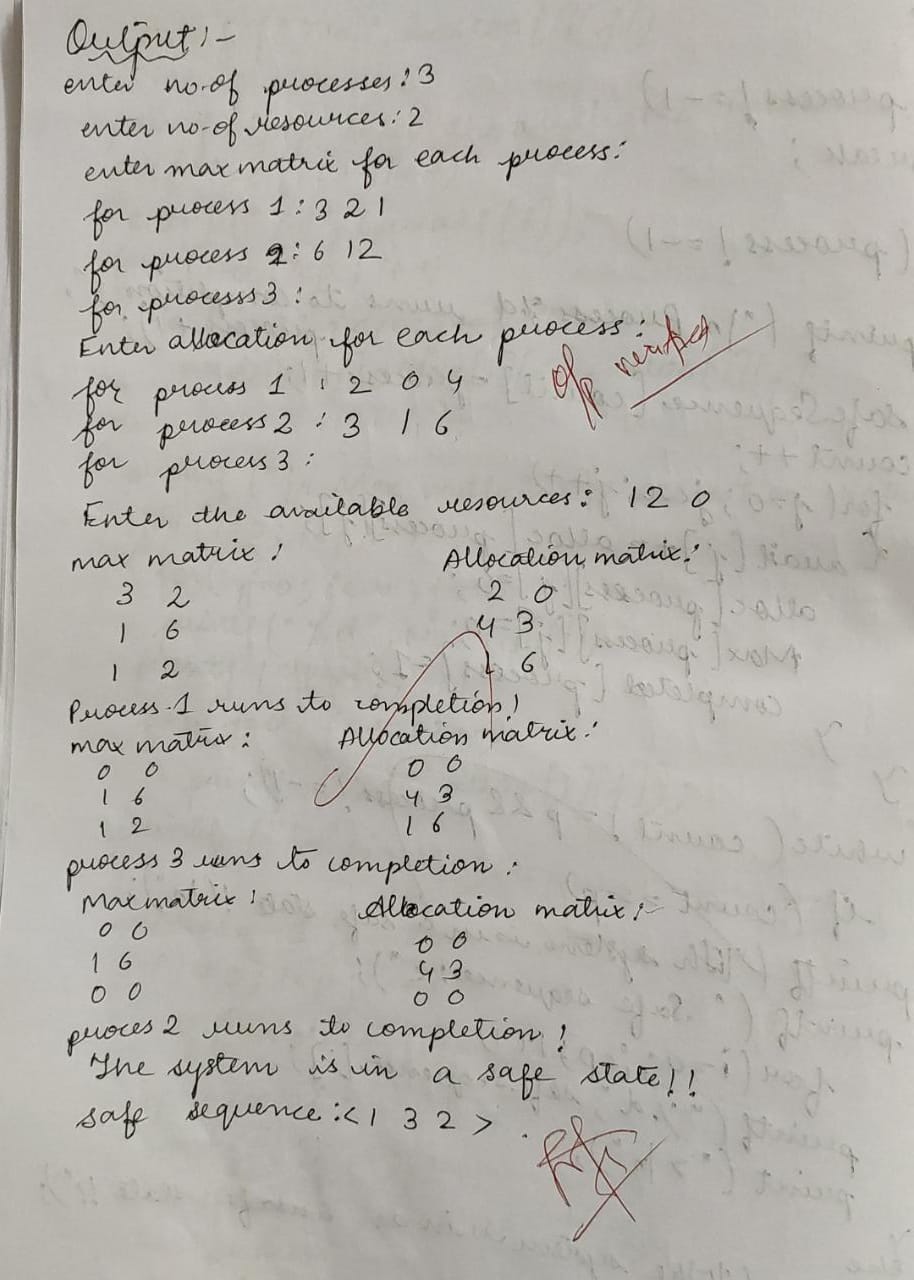 Output:-
enter no-of processes: 3
enter no-of resources: 2
enter max matrix for each process:
for process 1: 3 2 1
for process 2: 6 12
for processs 3:
Enter allocation for each process:
o/p verified
for process 1 : 2 0 4
for process 2 : 3 1 6
for process 3 :
Enter the available resources: 12 0
max matrix : Allocation matrix:
3 2 2 0
1 6 4 3
1 2 1 6
Process-1 runs to completion!
max matrix : Allocation matrix:
0 0 0 0
1 6 4 3
1 2 1 6
process 3 runs to completion :
Max matrix : Allocation matrix:-
0 0 0 0
1 6 4 3
0 0 0 0
proces 2 runs to completion !
The system is in a safe state!!
safe sequence:< 1 3 2 > .